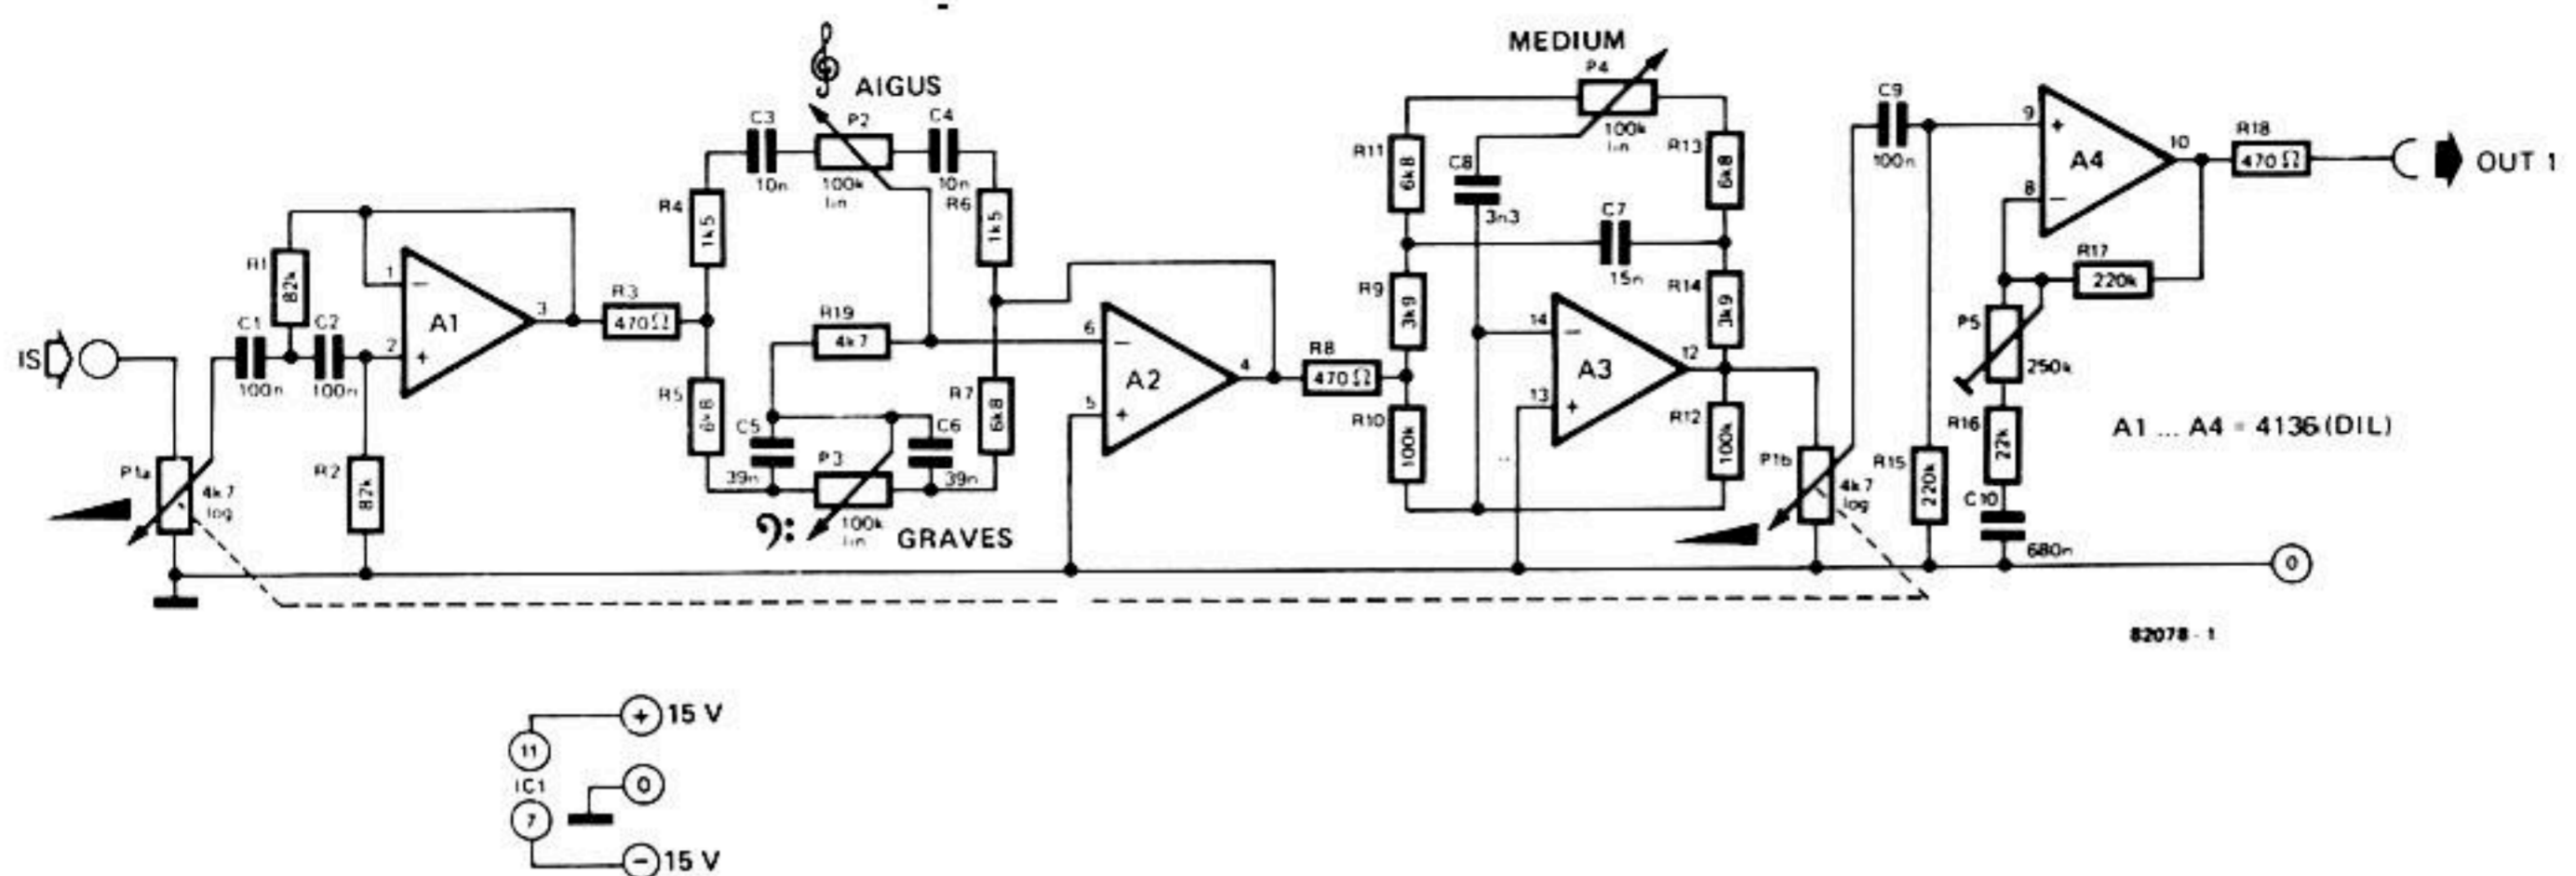 IS
P1a
4k7
log
C1
100n
R1
82k
C2
100n
R2
82k
1
−
2
+
A1
3
R3
470Ω
R4
1k5
R5
6k8
C3
10n
AIGUS
P2
100k
lin
C4
10n
R6
1k5
R19
4k7
C5
39n
P3
100k
lin
GRAVES
C6
39n
R7
6k8
6
−
5
+
A2
4
R8
470Ω
MEDIUM
P4
100k
lin
R11
6k8
C8
3n3
R13
6k8
C7
15n
R9
3k9
R14
3k9
R10
100k
14
−
13
+
A3
12
R12
100k
P1b
4k7
log
C9
100n
R15
220k
9
+
8
−
A4
10
R17
220k
P5
250k
R16
22k
C10
680n
R18
470Ω
OUT 1
A1 ... A4 = 4136 (DIL)
0
82078 - 1
+ 15 V
11
IC1
0
7
− 15 V